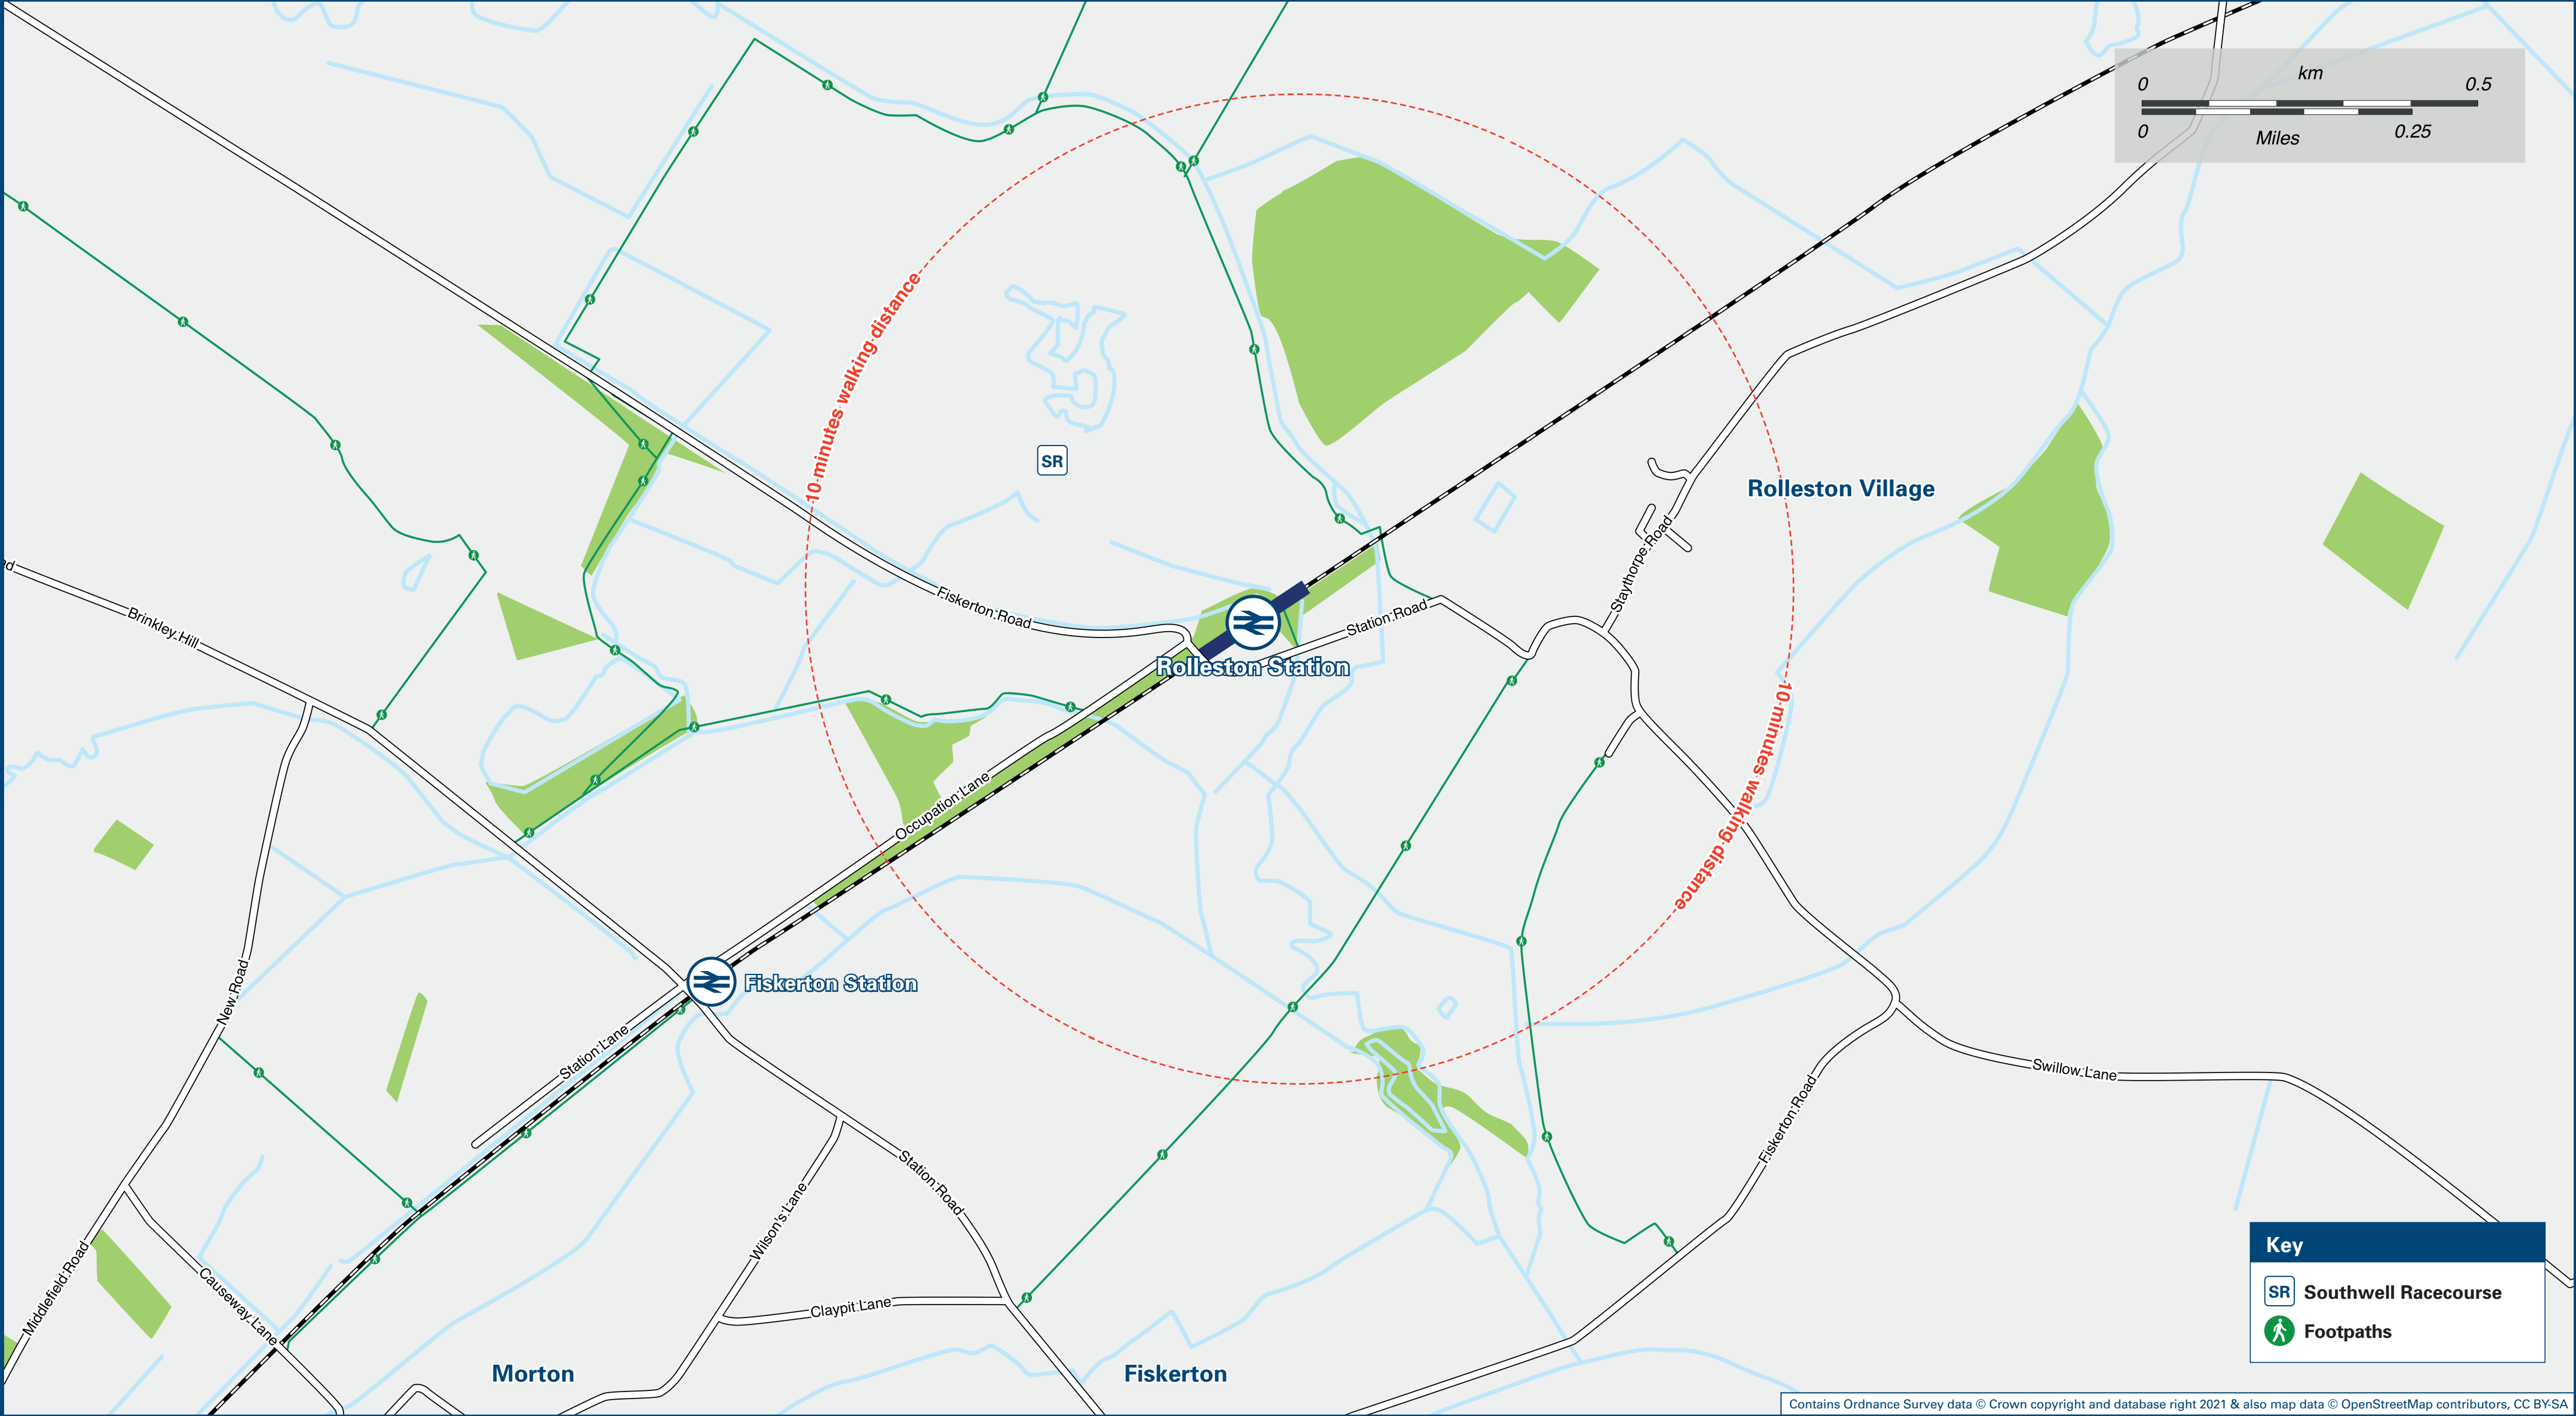 km
0 0.5
0 0.25
Miles
10 minutes walking distance
SR
Rolleston Village
Staythorpe Road
Fiskerton Road
Station Road
Brinkley Hill
Rolleston Station
10 minutes walking distance
Occupation Lane
Fiskerton Station
New Road
Station Lane
Swillow Lane
Fiskerton Road
Station Road
Wilson's Lane
Middlefield Road
Causeway Lane
Claypit Lane
Morton
Fiskerton
Key
SR Southwell Racecourse
Footpaths
Contains Ordnance Survey data © Crown copyright and database right 2021 & also map data © OpenStreetMap contributors, CC BY-SA